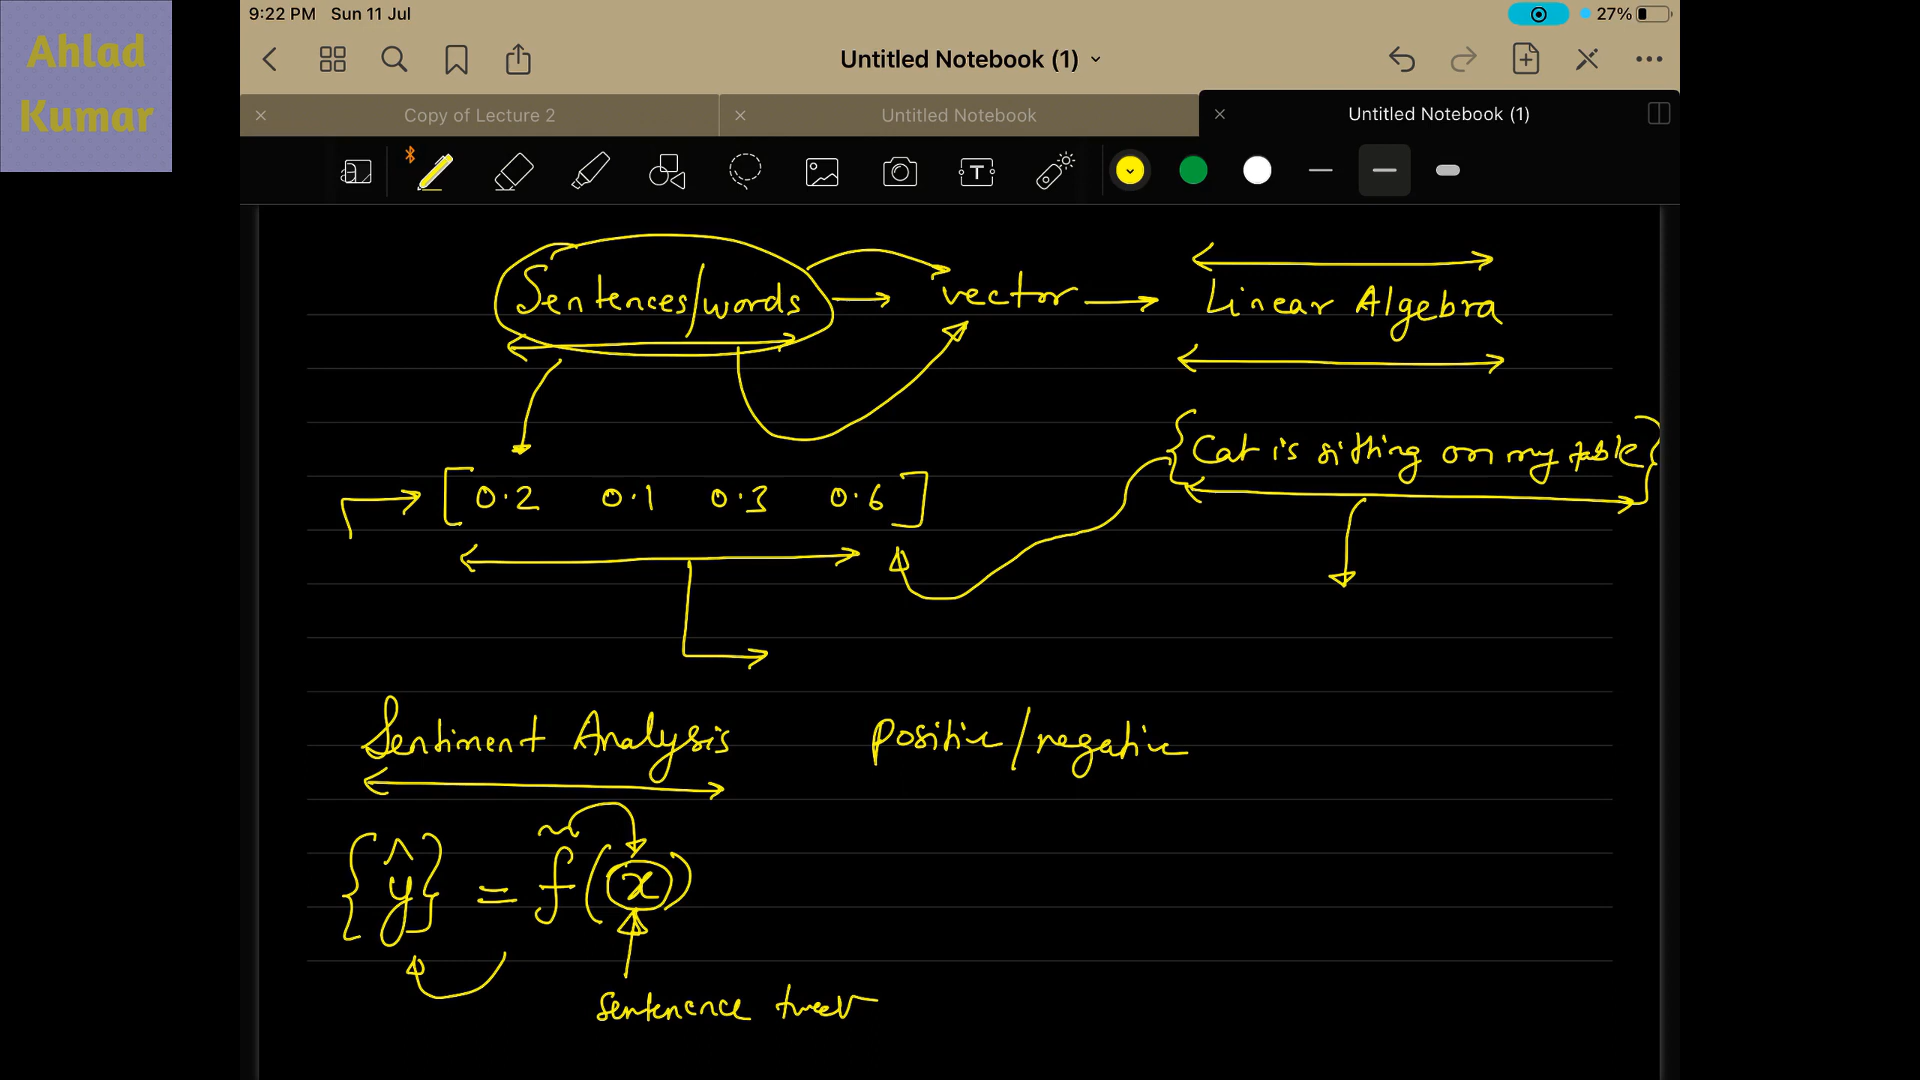 Ahlad
Kumar
9:22 PM Sun 11 Jul
27%
Untitled Notebook (1)
Copy of Lecture 2
Untitled Notebook
Untitled Notebook (1)
T
Sentences/words → vector → Linear Algebra
{Cat is sitting on my table}
[0.2 0.1 0.3 0.6]
Sentiment Analysis positive/negative
{ŷ} = f(x)
sentenence tweet